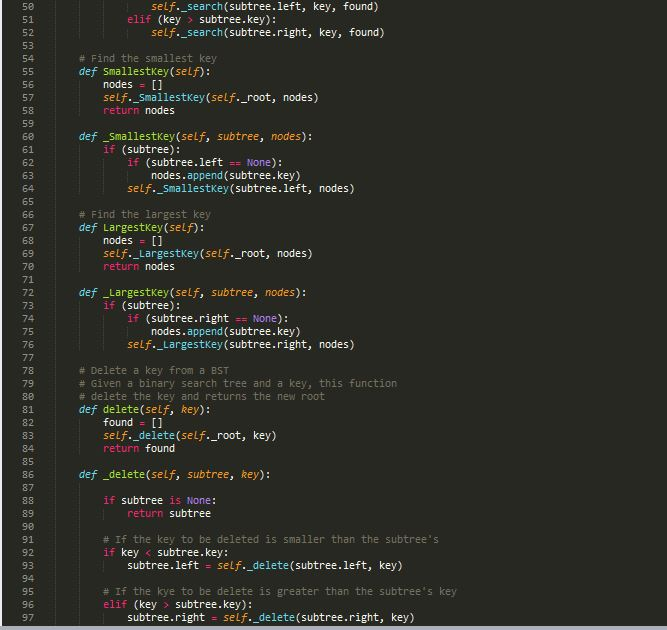 50 self._search(subtree.left, key, found)
51 elif (key > subtree.key):
52 self._search(subtree.right, key, found)
53
54 # Find the smallest key
55 def SmallestKey(self):
56 nodes = []
57 self._SmallestKey(self._root, nodes)
58 return nodes
59
60 def _SmallestKey(self, subtree, nodes):
61 if (subtree):
62 if (subtree.left == None):
63 nodes.append(subtree.key)
64 self._SmallestKey(subtree.left, nodes)
65
66 # Find the largest key
67 def LargestKey(self):
68 nodes = []
69 self._LargestKey(self._root, nodes)
70 return nodes
71
72 def _LargestKey(self, subtree, nodes):
73 if (subtree):
74 if (subtree.right == None):
75 nodes.append(subtree.key)
76 self._LargestKey(subtree.right, nodes)
77
78 # Delete a key from a BST
79 # Given a binary search tree and a key, this function
80 # delete the key and returns the new root
81 def delete(self, key):
82 found = []
83 self._delete(self._root, key)
84 return found
85
86 def _delete(self, subtree, key):
87
88 if subtree is None:
89 return subtree
90
91 # If the key to be deleted is smaller than the subtree's
92 if key < subtree.key:
93 subtree.left = self._delete(subtree.left, key)
94
95 # If the kye to be delete is greater than the subtree's key
96 elif (key > subtree.key):
97 subtree.right = self._delete(subtree.right, key)